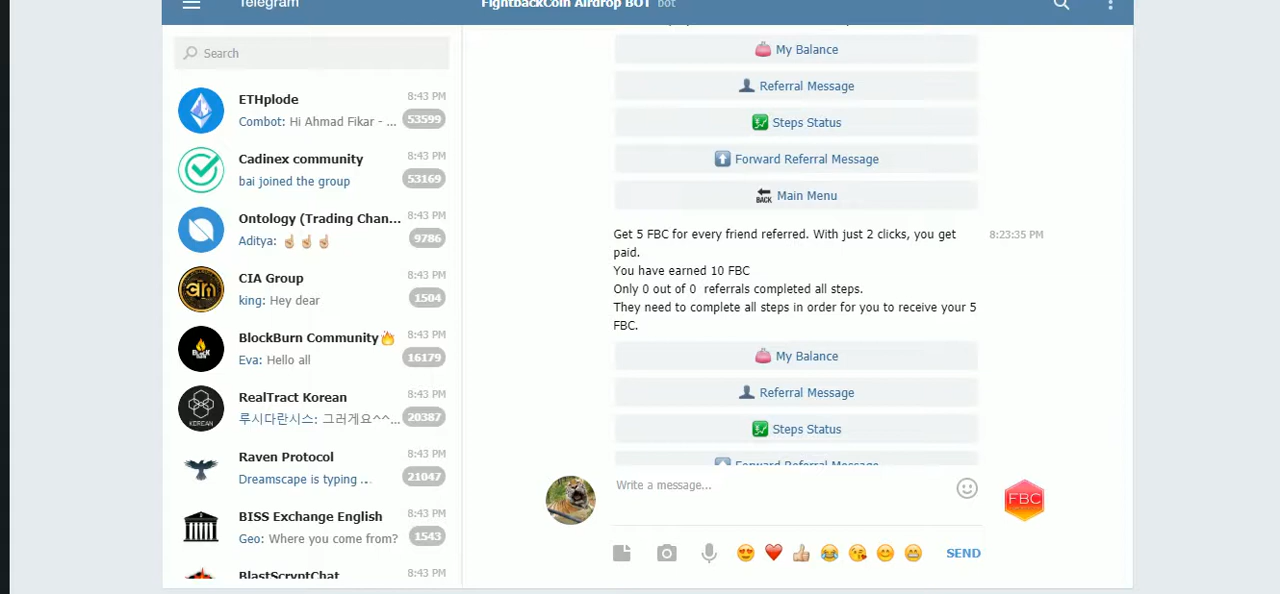 Telegram
FightbackCoin Airdrop BOT bot
Search
ETHplode 8:43 PM
Combot: Hi Ahmad Fikar - ... 53599
Cadinex community 8:43 PM
bai joined the group 53169
Ontology (Trading Chan... 8:43 PM
Aditya: ☝🏼☝🏼☝🏼 9786
CIA Group 8:43 PM
king: Hey dear 1504
BlockBurn Community🔥 8:43 PM
Eva: Hello all 16179
RealTract Korean 8:43 PM
루시다란시스: 그러게요^^... 20387
KOREAN
Raven Protocol 8:43 PM
Dreamscape is typing ... 21047
BISS Exchange English 8:43 PM
Geo: Where you come from? 1543
BlastScryptChat 8:43 PM
My Balance
Referral Message
Steps Status
Forward Referral Message
BACK Main Menu
Get 5 FBC for every friend referred. With just 2 clicks, you get 8:23:35 PM
paid.
You have earned 10 FBC
Only 0 out of 0 referrals completed all steps.
They need to complete all steps in order for you to receive your 5
FBC.
My Balance
Referral Message
Steps Status
Forward Referral Message
Write a message...
FBC
SEND